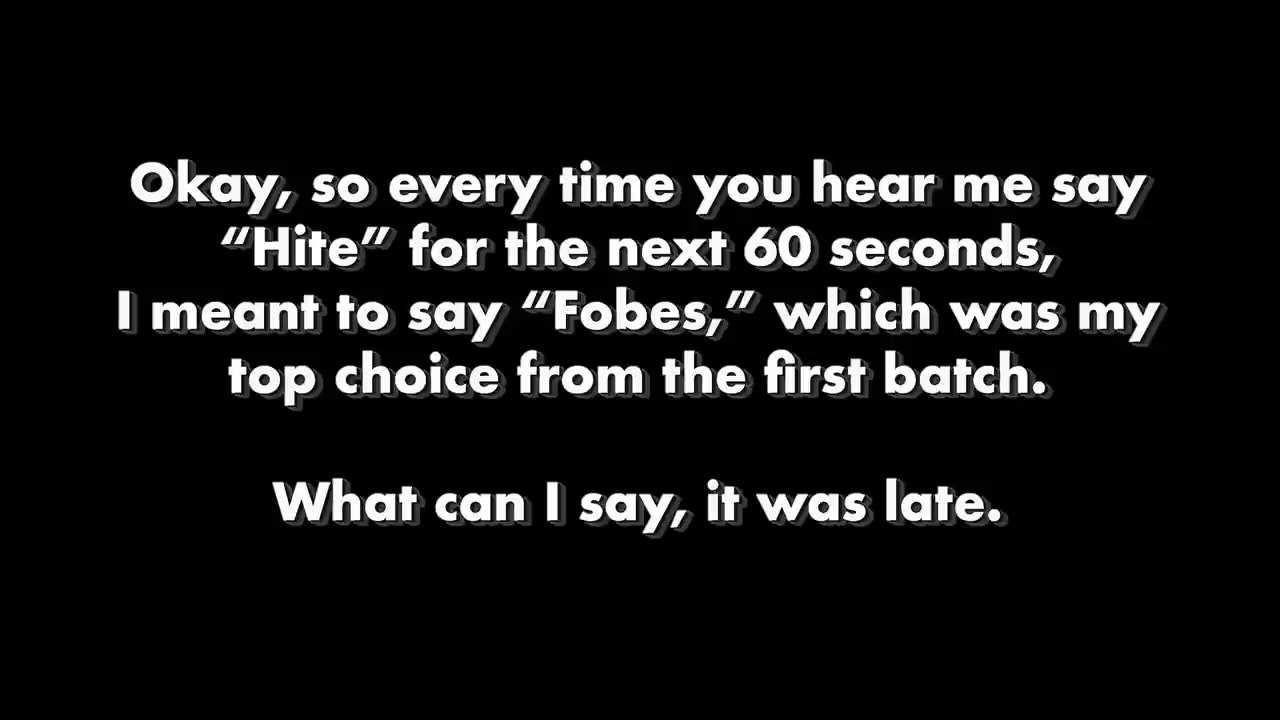 Okay, so every time you hear me say
“Hite” for the next 60 seconds,
I meant to say “Fobes,” which was my
top choice from the first batch.
What can I say, it was late.